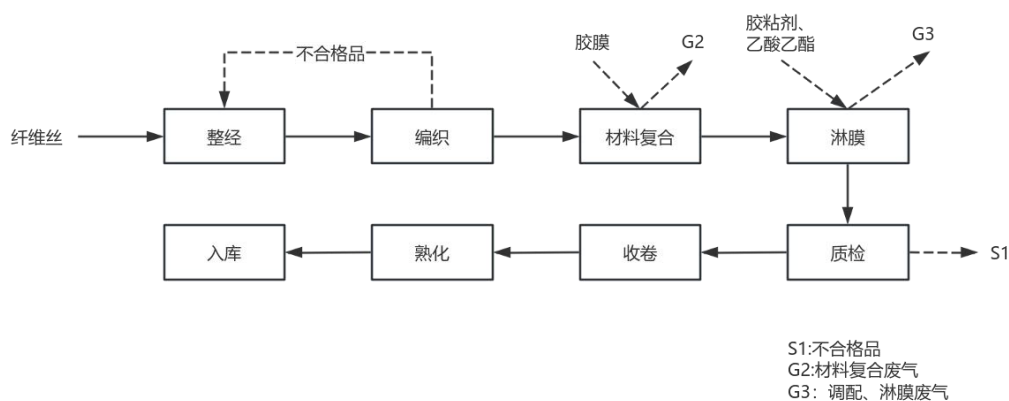 胶粘剂、
乙酸乙酯
G3
胶膜
G2
不合格品
纤维丝
整经
编织
材料复合
淋膜
入库
熟化
收卷
质检
S1
S1:不合格品
G2:材料复合废气
G3：调配、淋膜废气